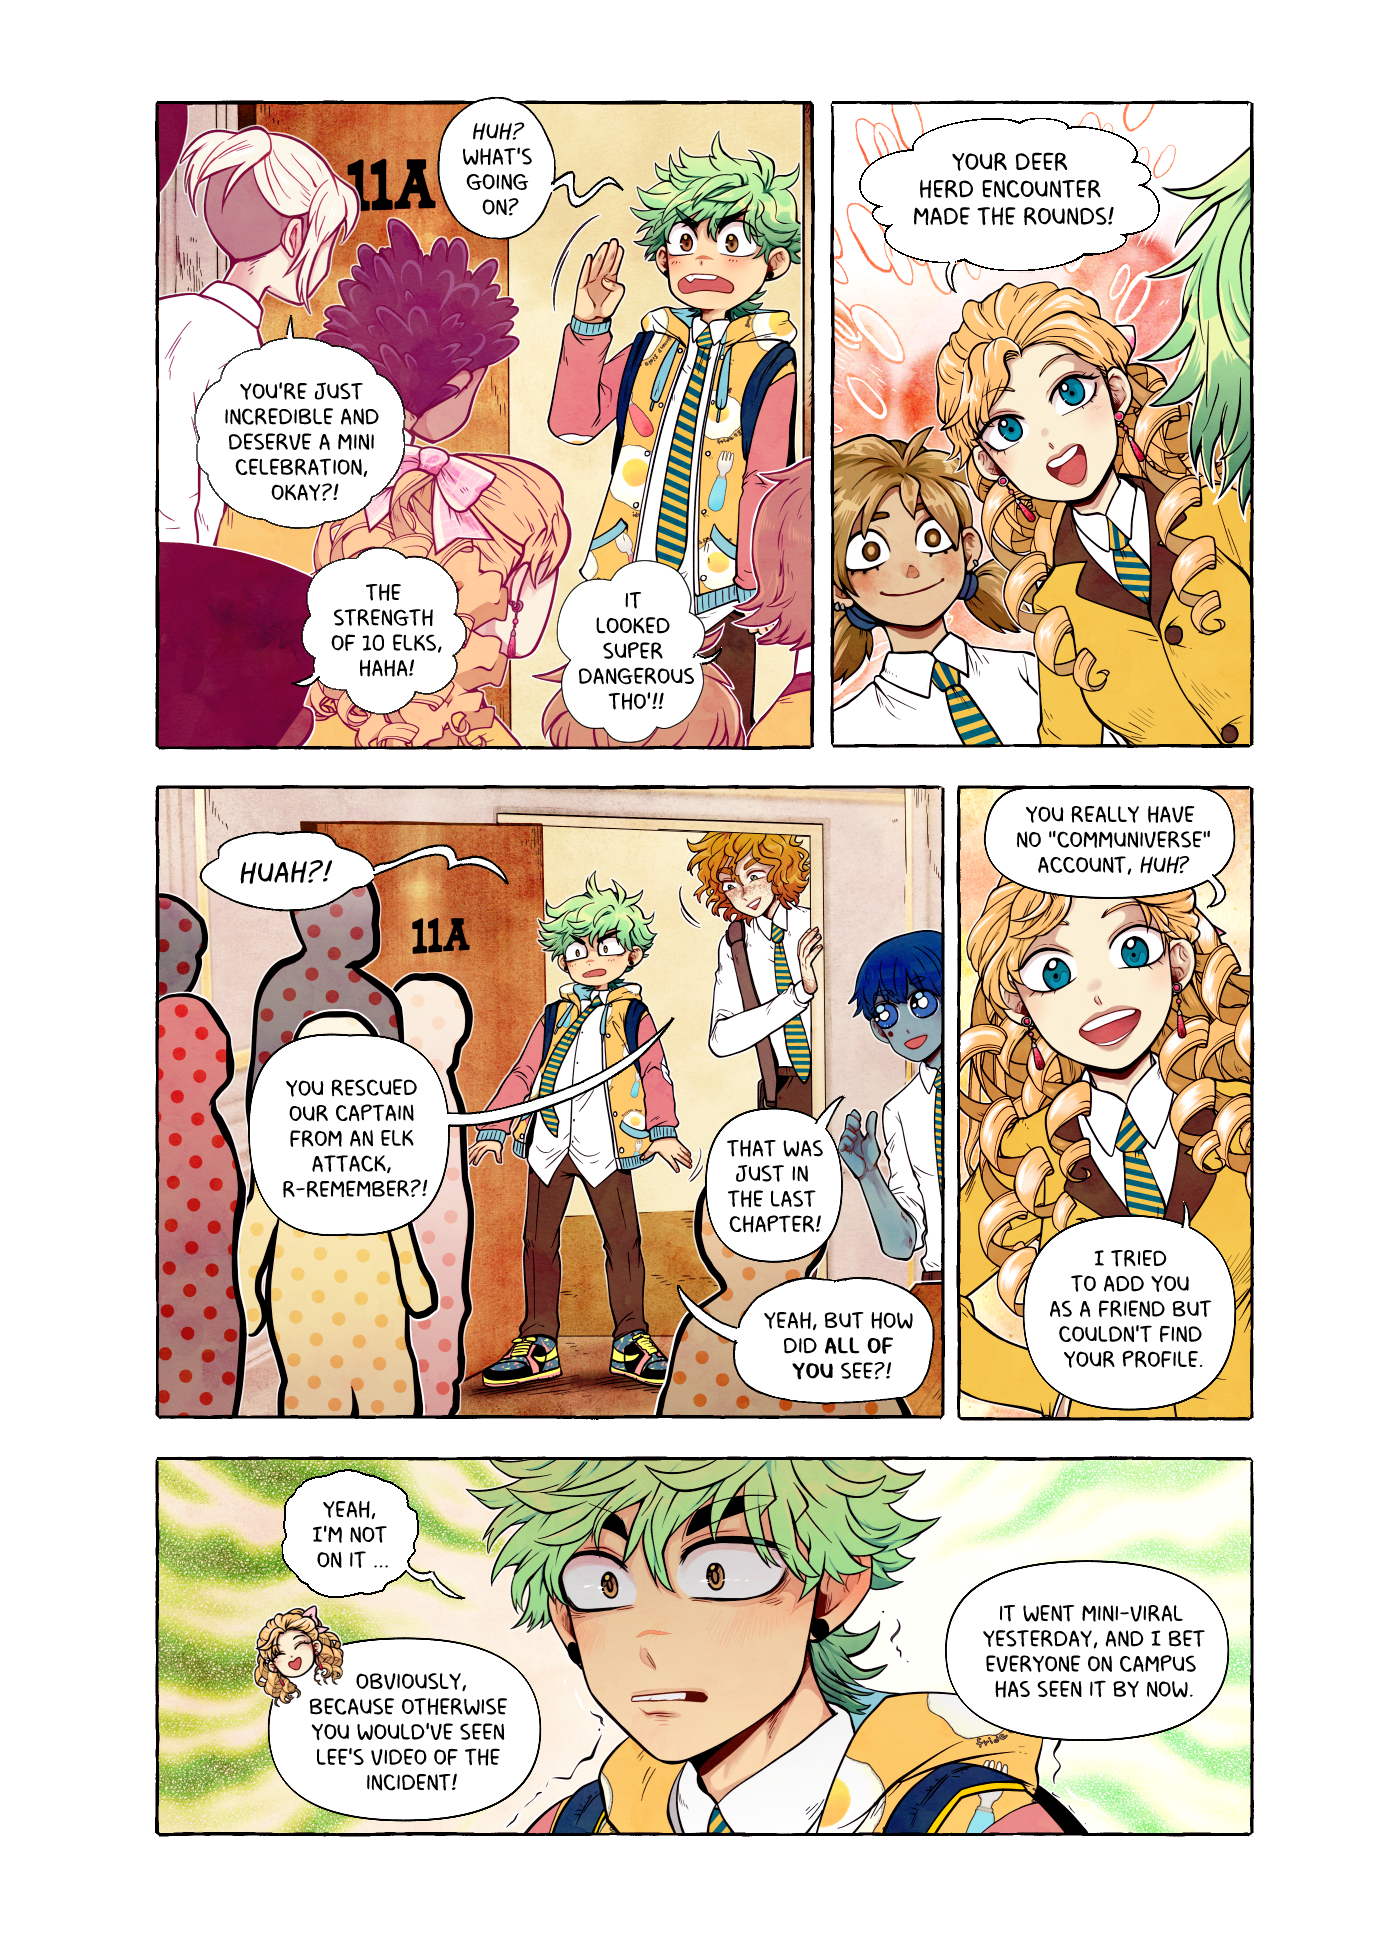 11A
HUH?
WHAT'S
GOING
ON?
YOU'RE JUST
INCREDIBLE AND
DESERVE A MINI
CELEBRATION,
OKAY?!
THE
STRENGTH
OF 10 ELKS,
HAHA!
IT
LOOKED
SUPER
DANGEROUS
THO'!!
YOUR DEER
HERD ENCOUNTER
MADE THE ROUNDS!
HUAH?!
11A
YOU RESCUED
OUR CAPTAIN
FROM AN ELK
ATTACK,
R-REMEMBER?!
THAT WAS
JUST IN
THE LAST
CHAPTER!
YEAH, BUT HOW
DID ALL OF
YOU SEE?!
YOU REALLY HAVE
NO "COMMUNIVERSE"
ACCOUNT, HUH?
I TRIED
TO ADD YOU
AS A FRIEND BUT
COULDN'T FIND
YOUR PROFILE.
YEAH,
I'M NOT
ON IT ...
OBVIOUSLY,
BECAUSE OTHERWISE
YOU WOULD'VE SEEN
LEE'S VIDEO OF THE
INCIDENT!
IT WENT MINI-VIRAL
YESTERDAY, AND I BET
EVERYONE ON CAMPUS
HAS SEEN IT BY NOW.